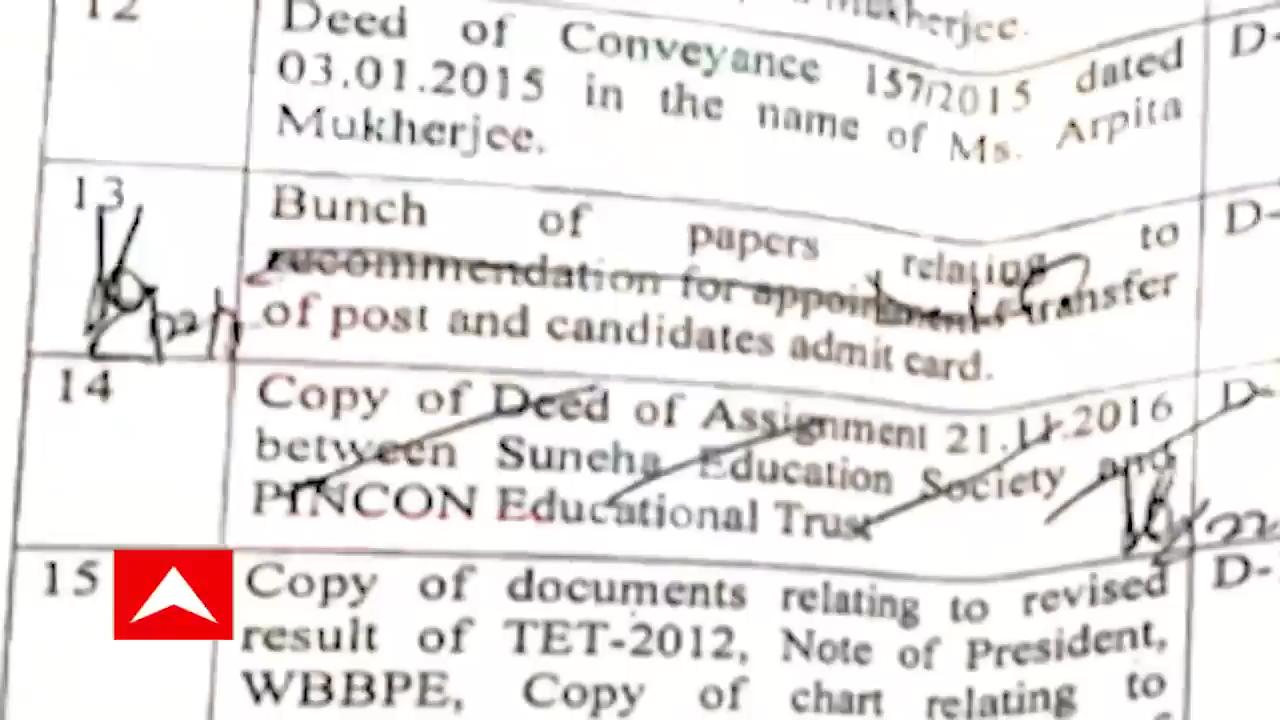 Mukherjee.
12 Deed of Conveyance 157/2015 dated D-
03.01.2015 in the name of Ms. Arpita
Mukherjee.
13 Bunch of papers relating to D-
recommendation for appointment transfer
of post and candidates admit card.
14 Copy of Deed of Assignment 21.11.2016 D-
between Suneha Education Society and
PINCON Educational Trust
15 Copy of documents relating to revised D-
result of TET-2012, Note of President,
WBBPE, Copy of chart relating to